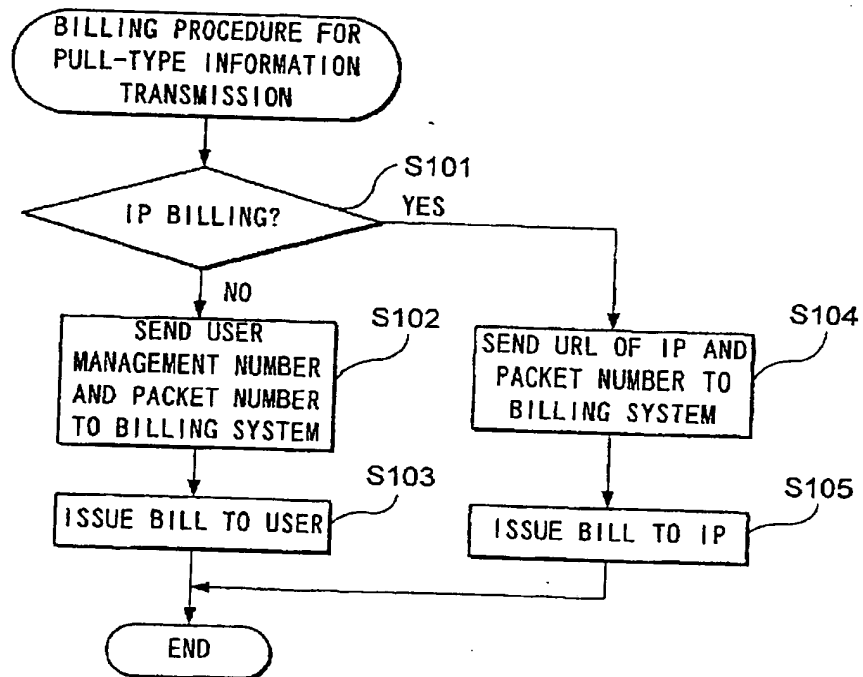 BILLING PROCEDURE FOR
PULL-TYPE INFORMATION
TRANSMISSION
S101
IP BILLING?
YES
NO
S102
SEND USER
MANAGEMENT NUMBER
AND PACKET NUMBER
TO BILLING SYSTEM
S104
SEND URL OF IP AND
PACKET NUMBER TO
BILLING SYSTEM
S103
ISSUE BILL TO USER
S105
ISSUE BILL TO IP
END